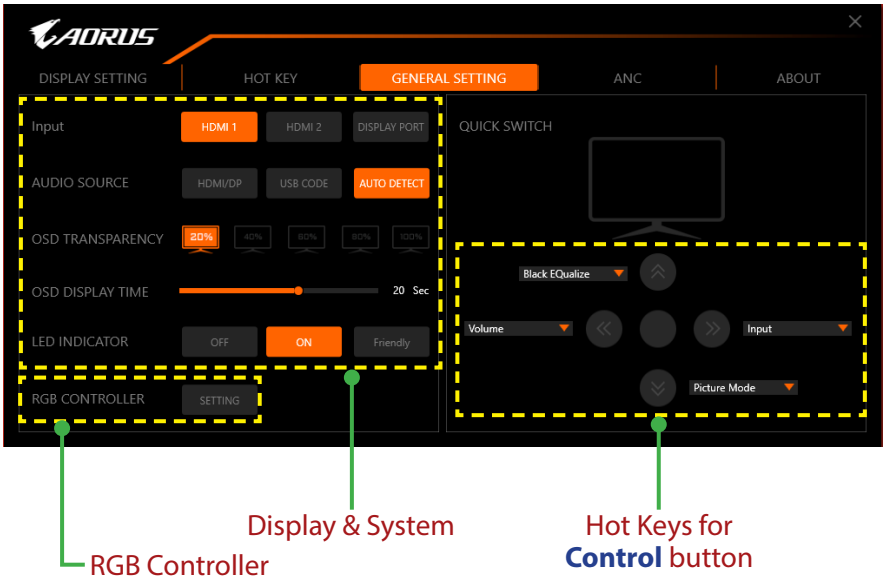 AORUS
DISPLAY SETTING HOT KEY GENERAL SETTING ANC ABOUT
Input HDMI 1 HDMI 2 DISPLAY PORT
AUDIO SOURCE HDMI/DP USB CODE AUTO DETECT
OSD TRANSPARENCY 20% 40% 60% 80% 100%
OSD DISPLAY TIME 20 Sec
LED INDICATOR OFF ON Friendly
RGB CONTROLLER SETTING
QUICK SWITCH
Black EQualize
Volume Input
Picture Mode
Display & System
RGB Controller
Hot Keys for
Control button